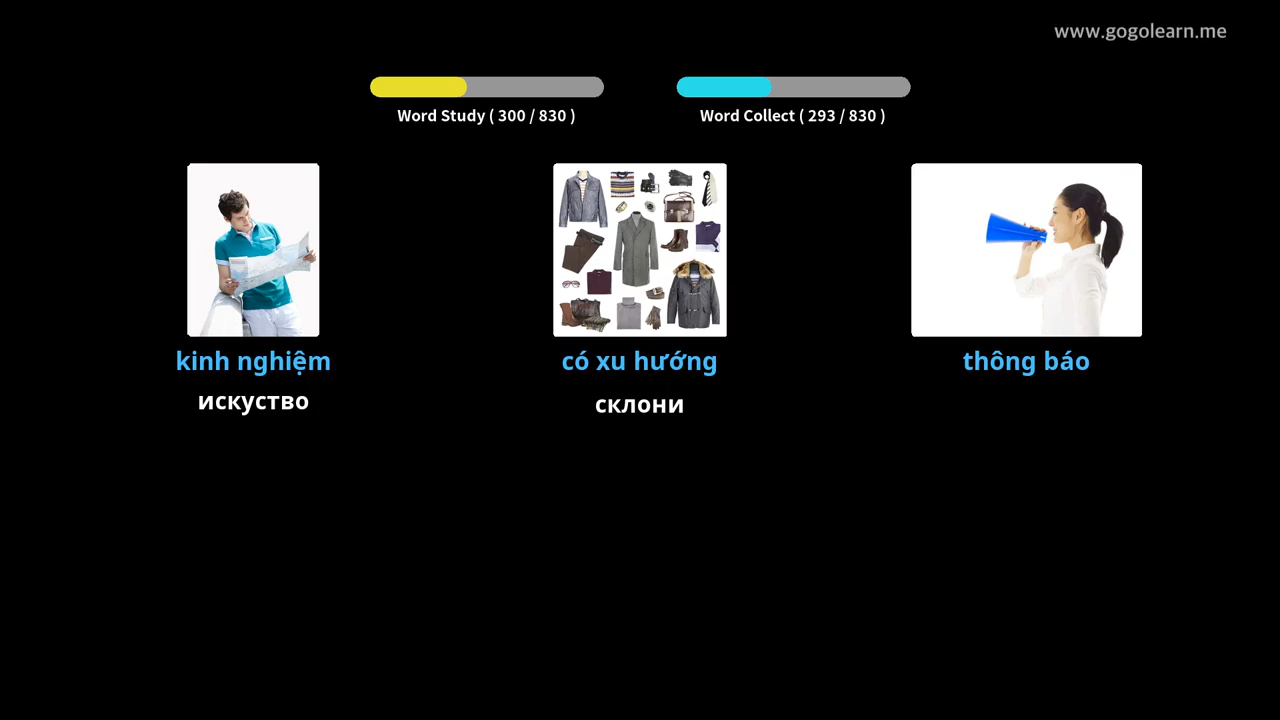 www.gogolearn.me
Word Study ( 300 / 830 )
Word Collect ( 293 / 830 )
kinh nghiệm
có xu hướng
thông báo
искуство
склони